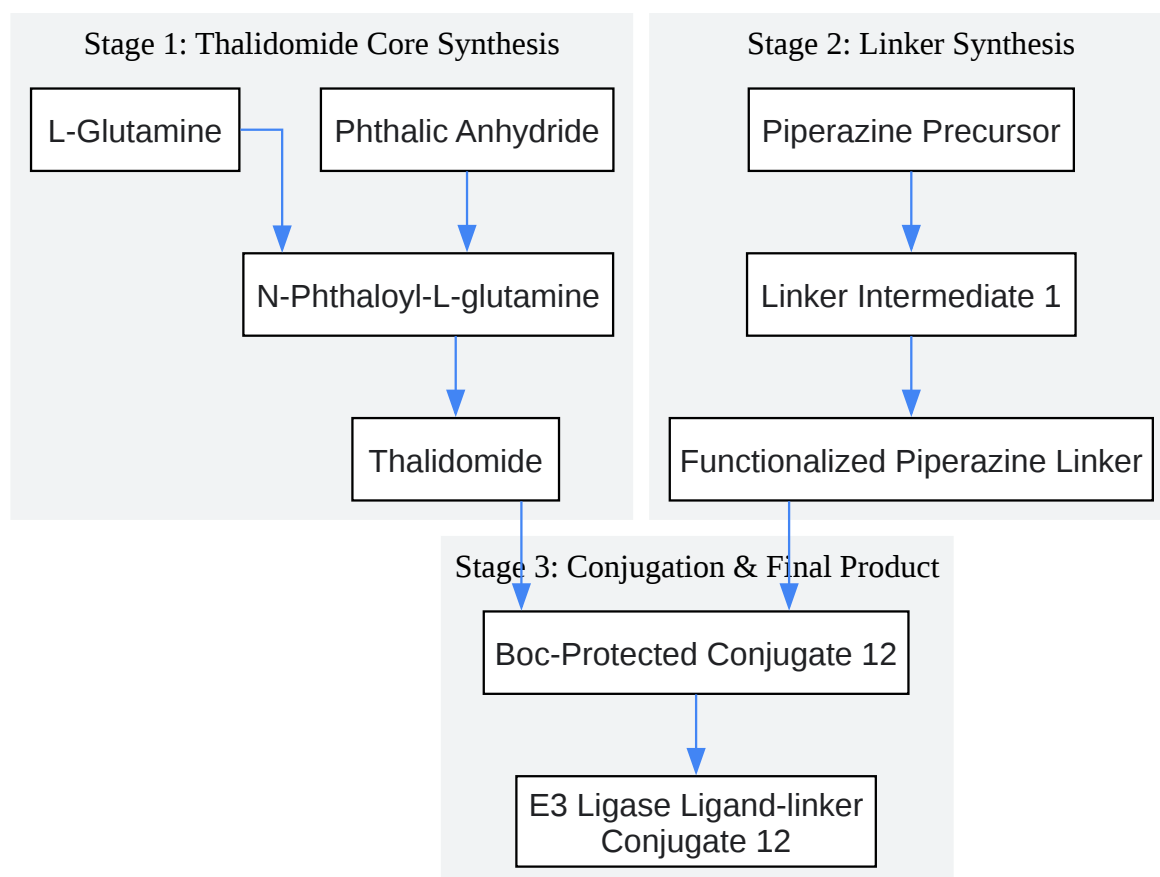 Stage 1: Thalidomide Core Synthesis
L-Glutamine
Phthalic Anhydride
N-Phthaloyl-L-glutamine
Thalidomide
Stage 2: Linker Synthesis
Piperazine Precursor
Linker Intermediate 1
Functionalized Piperazine Linker
Stage 3: Conjugation & Final Product
Boc-Protected Conjugate 12
E3 Ligase Ligand-linker
Conjugate 12